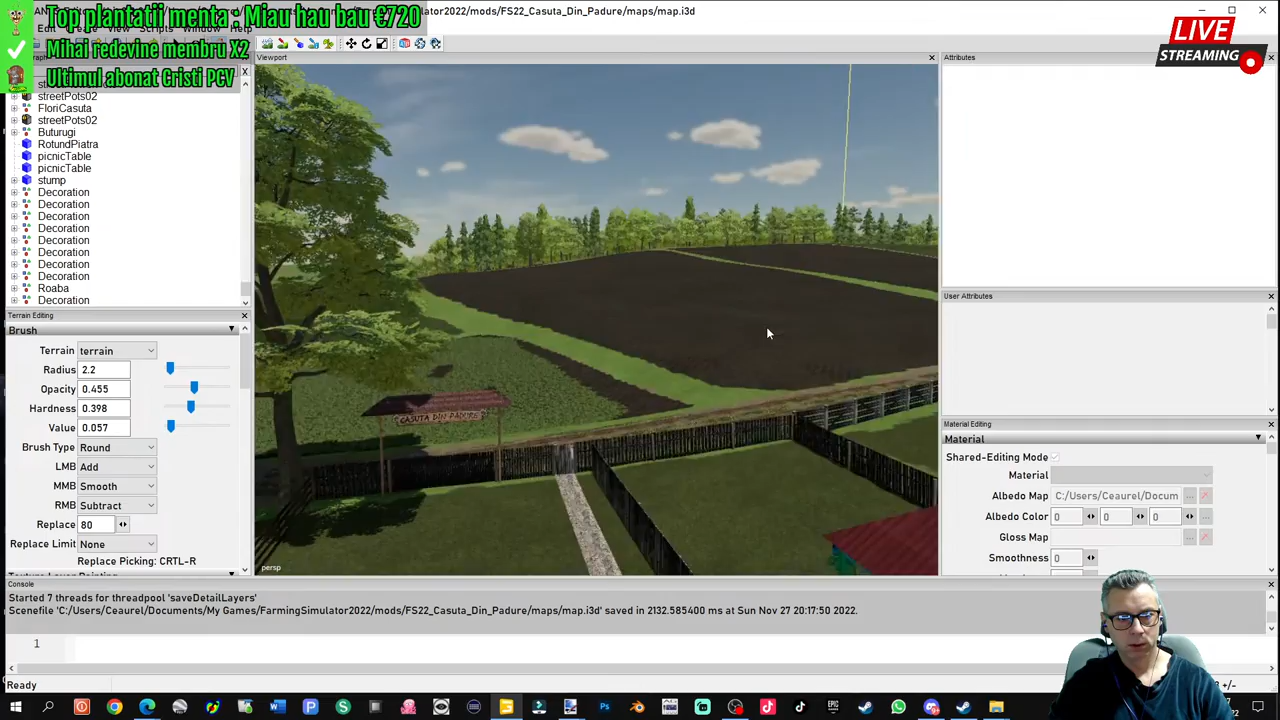 Top plantatii menta : Miau hau bau €720
Mihai redevine membru X2
Ultimul abonat Cristi PCV
LIVE
STREAMING
ulator2022/mods/FS22_Casuta_Din_Padure/maps/map.i3d
Viewport
Attributes
streetPots02
FloriCasuta
streetPots02
Buturugi
RotundPiatra
picnicTable
picnicTable
stump
Decoration
Decoration
Decoration
Decoration
Decoration
Decoration
Decoration
Decoration
Roaba
Decoration
Terrain Editing
Brush
Terrain terrain
Radius 2.2
Opacity 0.455
Hardness 0.398
Value 0.057
Brush Type Round
LMB Add
MMB Smooth
RMB Subtract
Replace 80
Replace Limit None
Replace Picking: CRTL-R
CASUTA DIN PADURE
persp
User Attributes
Material Editing
Material
Shared-Editing Mode
Material
Albedo Map C:/Users/Ceaurel/Docum ...
Albedo Color 0 0 0 ...
Gloss Map ...
Smoothness 0
Console
Started 7 threads for threadpool 'saveDetailLayers'
Scenefile 'C:/Users/Ceaurel/Documents/My Games/FarmingSimulator2022/mods/FS22_Casuta_Din_Padure/maps/map.i3d' saved in 2132.585400 ms at Sun Nov 27 20:17:50 2022.
1
Ready
+/-